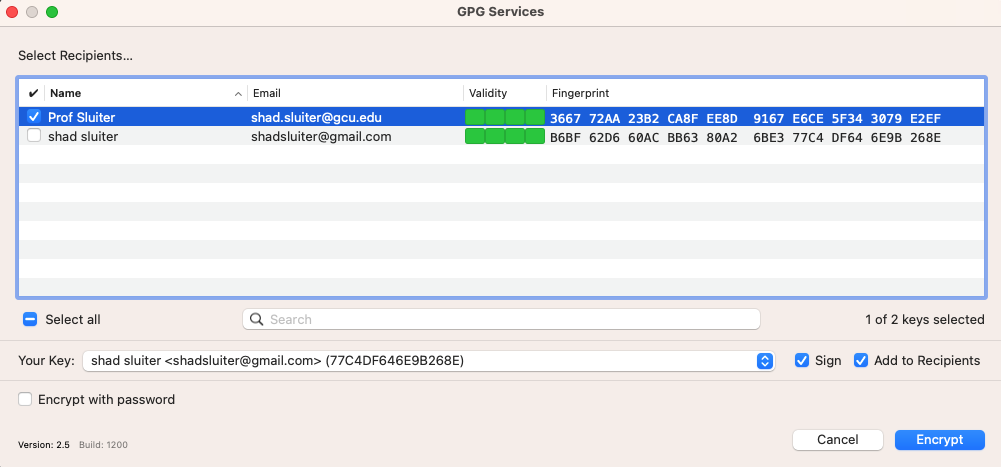 GPG Services
Select Recipients...
✔ Name Email Validity Fingerprint
Prof Sluiter shad.sluiter@gcu.edu 3667 72AA 23B2 CA8F EE8D 9167 E6CE 5F34 3079 E2EF
shad sluiter shadsluiter@gmail.com B6BF 62D6 60AC BB63 80A2 6BE3 77C4 DF64 6E9B 268E
Select all Search 1 of 2 keys selected
Your Key: shad sluiter <shadsluiter@gmail.com> (77C4DF646E9B268E) Sign Add to Recipients
Encrypt with password
Version: 2.5 Build: 1200 Cancel Encrypt